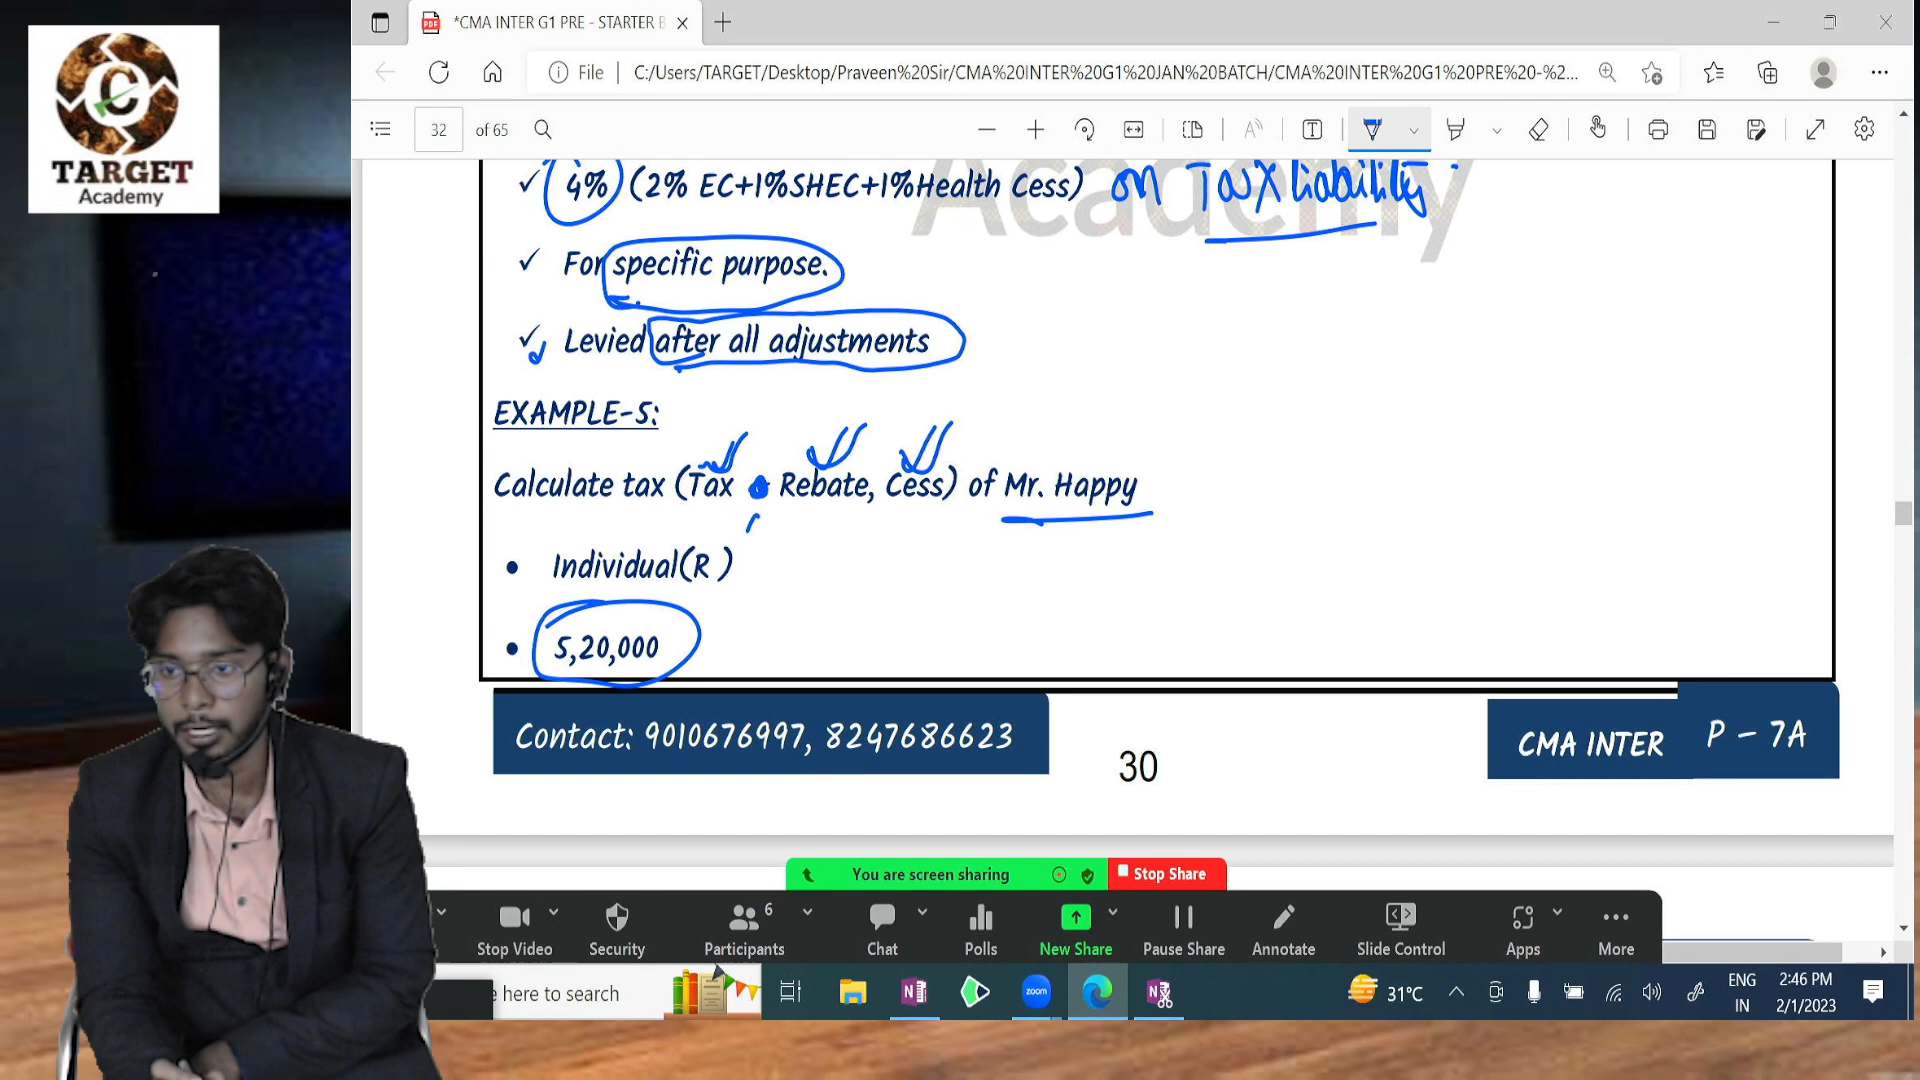 *CMA INTER G1 PRE - STARTER B
File
C:/Users/TARGET/Desktop/Praveen%20Sir/CMA%20INTER%20G1%20JAN%20BATCH/CMA%20INTER%20G1%20PRE%20-%2...
32 of 65
C
TARGET
Academy
Academy
✓ 4% (2% EC+1%SHEC+1%Health Cess) on Tax liability
✓ For specific purpose.
✓ Levied after all adjustments
EXAMPLE-5:
Calculate tax (Tax Rebate, Cess) of Mr. Happy
• Individual(R )
• 5,20,000
Contact: 9010676997, 8247686623
30
CMA INTER P – 7A
You are screen sharing Stop Share
6
Stop Video Security Participants Chat Polls New Share Pause Share Annotate Slide Control Apps More
e here to search
zoom
31°C
ENG
IN
2:46 PM
2/1/2023